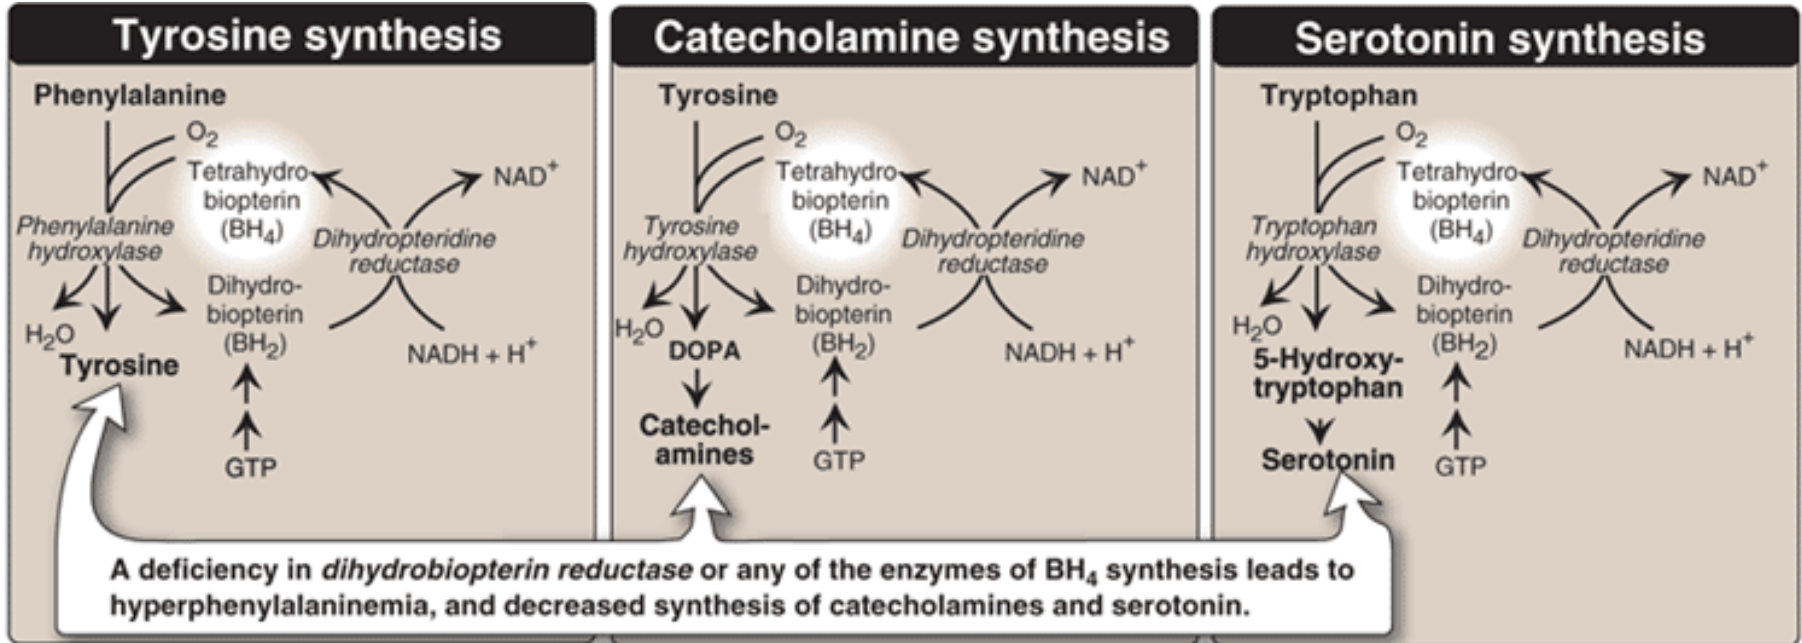 Tyrosine synthesis
Phenylalanine
O2
Tetrahydro-
biopterin
(BH4)
NAD+
Phenylalanine
hydroxylase
Dihydropteridine
reductase
Dihydro-
biopterin
(BH2)
H2O
Tyrosine
NADH + H+
GTP
Catecholamine synthesis
Tyrosine
O2
Tetrahydro-
biopterin
(BH4)
NAD+
Tyrosine
hydroxylase
Dihydropteridine
reductase
Dihydro-
biopterin
(BH2)
H2O
DOPA
NADH + H+
Catechol-
amines
GTP
Serotonin synthesis
Tryptophan
O2
Tetrahydro-
biopterin
(BH4)
NAD+
Tryptophan
hydroxylase
Dihydropteridine
reductase
Dihydro-
biopterin
(BH2)
H2O
5-Hydroxy-
tryptophan
NADH + H+
Serotonin
GTP
A deficiency in dihydrobiopterin reductase or any of the enzymes of BH4 synthesis leads to
hyperphenylalaninemia, and decreased synthesis of catecholamines and serotonin.